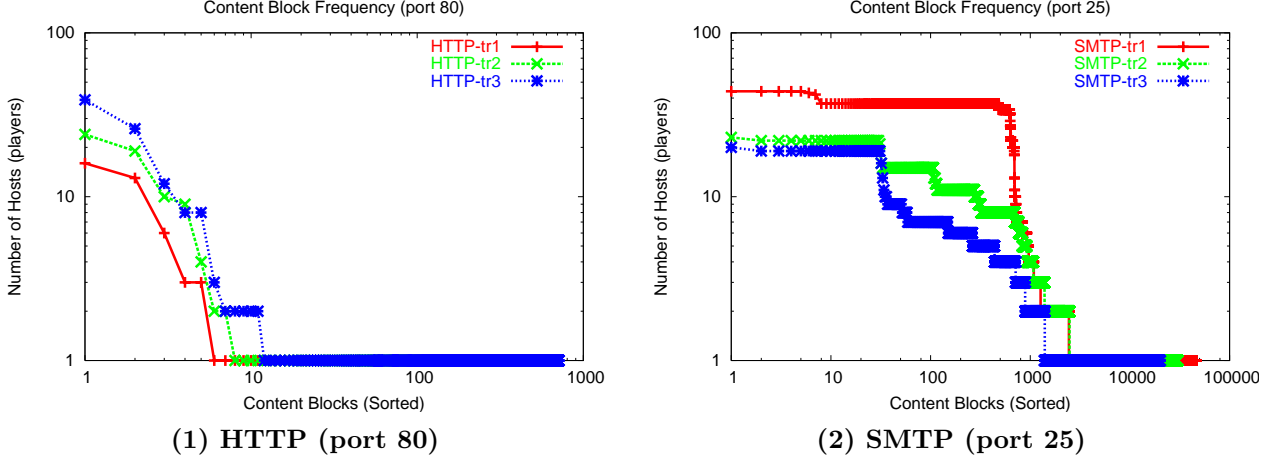 Content Block Frequency (port 80)
100
10
1
Number of Hosts (players)
HTTP-tr1
HTTP-tr2
HTTP-tr3
1
10
100
1000
Content Blocks (Sorted)
(1) HTTP (port 80)
Content Block Frequency (port 25)
100
10
1
Number of Hosts (players)
SMTP-tr1
SMTP-tr2
SMTP-tr3
1
10
100
1000
10000
100000
Content Blocks (Sorted)
(2) SMTP (port 25)